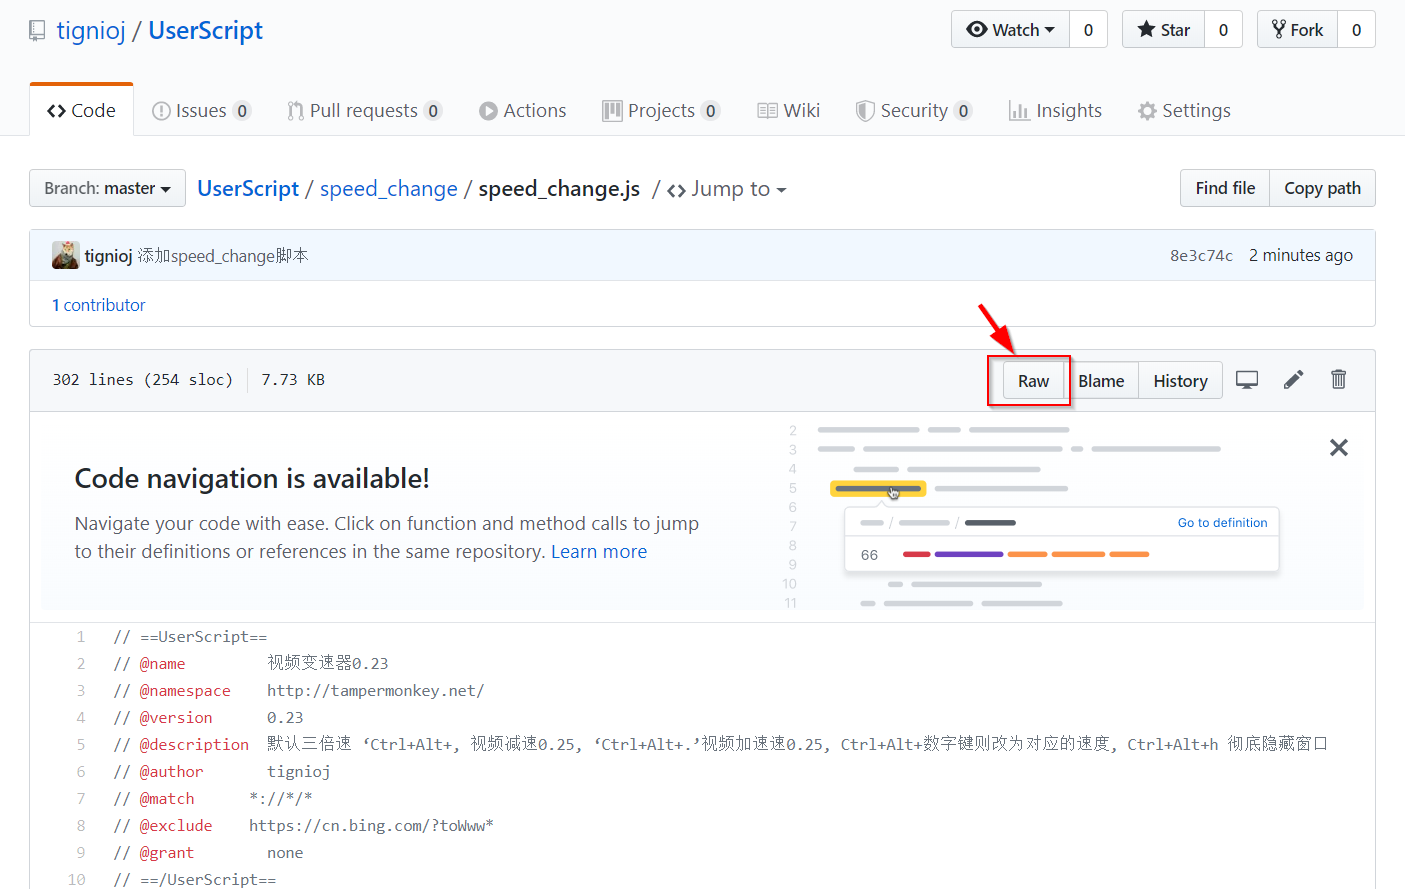 tignioj / UserScript
Watch 0 Star 0 Fork 0
Code Issues 0 Pull requests 0 Actions Projects 0 Wiki Security 0 Insights Settings
Branch: master UserScript / speed_change / speed_change.js / Jump to Find file Copy path
tignioj 添加speed_change脚本 8e3c74c 2 minutes ago
1 contributor
302 lines (254 sloc) 7.73 KB Raw Blame History
Code navigation is available!
Navigate your code with ease. Click on function and method calls to jump
to their definitions or references in the same repository. Learn more
2
3
4
5
6
7 / / Go to definition
8 66
9
10
11
1 // ==UserScript==
2 // @name 视频变速器0.23
3 // @namespace http://tampermonkey.net/
4 // @version 0.23
5 // @description 默认三倍速 ‘Ctrl+Alt+, 视频减速0.25, ‘Ctrl+Alt+.’视频加速速0.25, Ctrl+Alt+数字键则改为对应的速度, Ctrl+Alt+h 彻底隐藏窗口
6 // @author tignioj
7 // @match *://*/*
8 // @exclude https://cn.bing.com/?toWww*
9 // @grant none
10 // ==/UserScript==